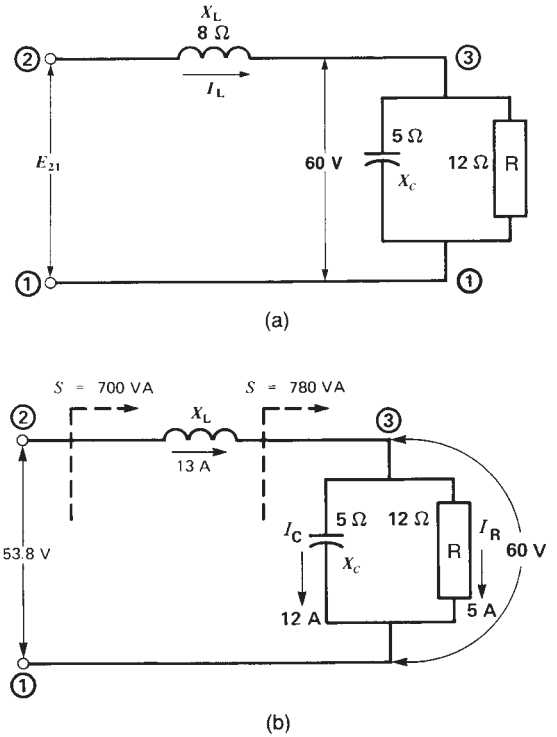 X_L
8 Ω
2
3
I_L
5 Ω
E_21
60 V
12 Ω
R
X_C
1
1
(a)
S = 700 VA
S = 780 VA
2
X_L
3
13 A
5 Ω
12 Ω
I_C
I_R
53.8 V
R
60 V
X_C
12 A
5 A
1
(b)